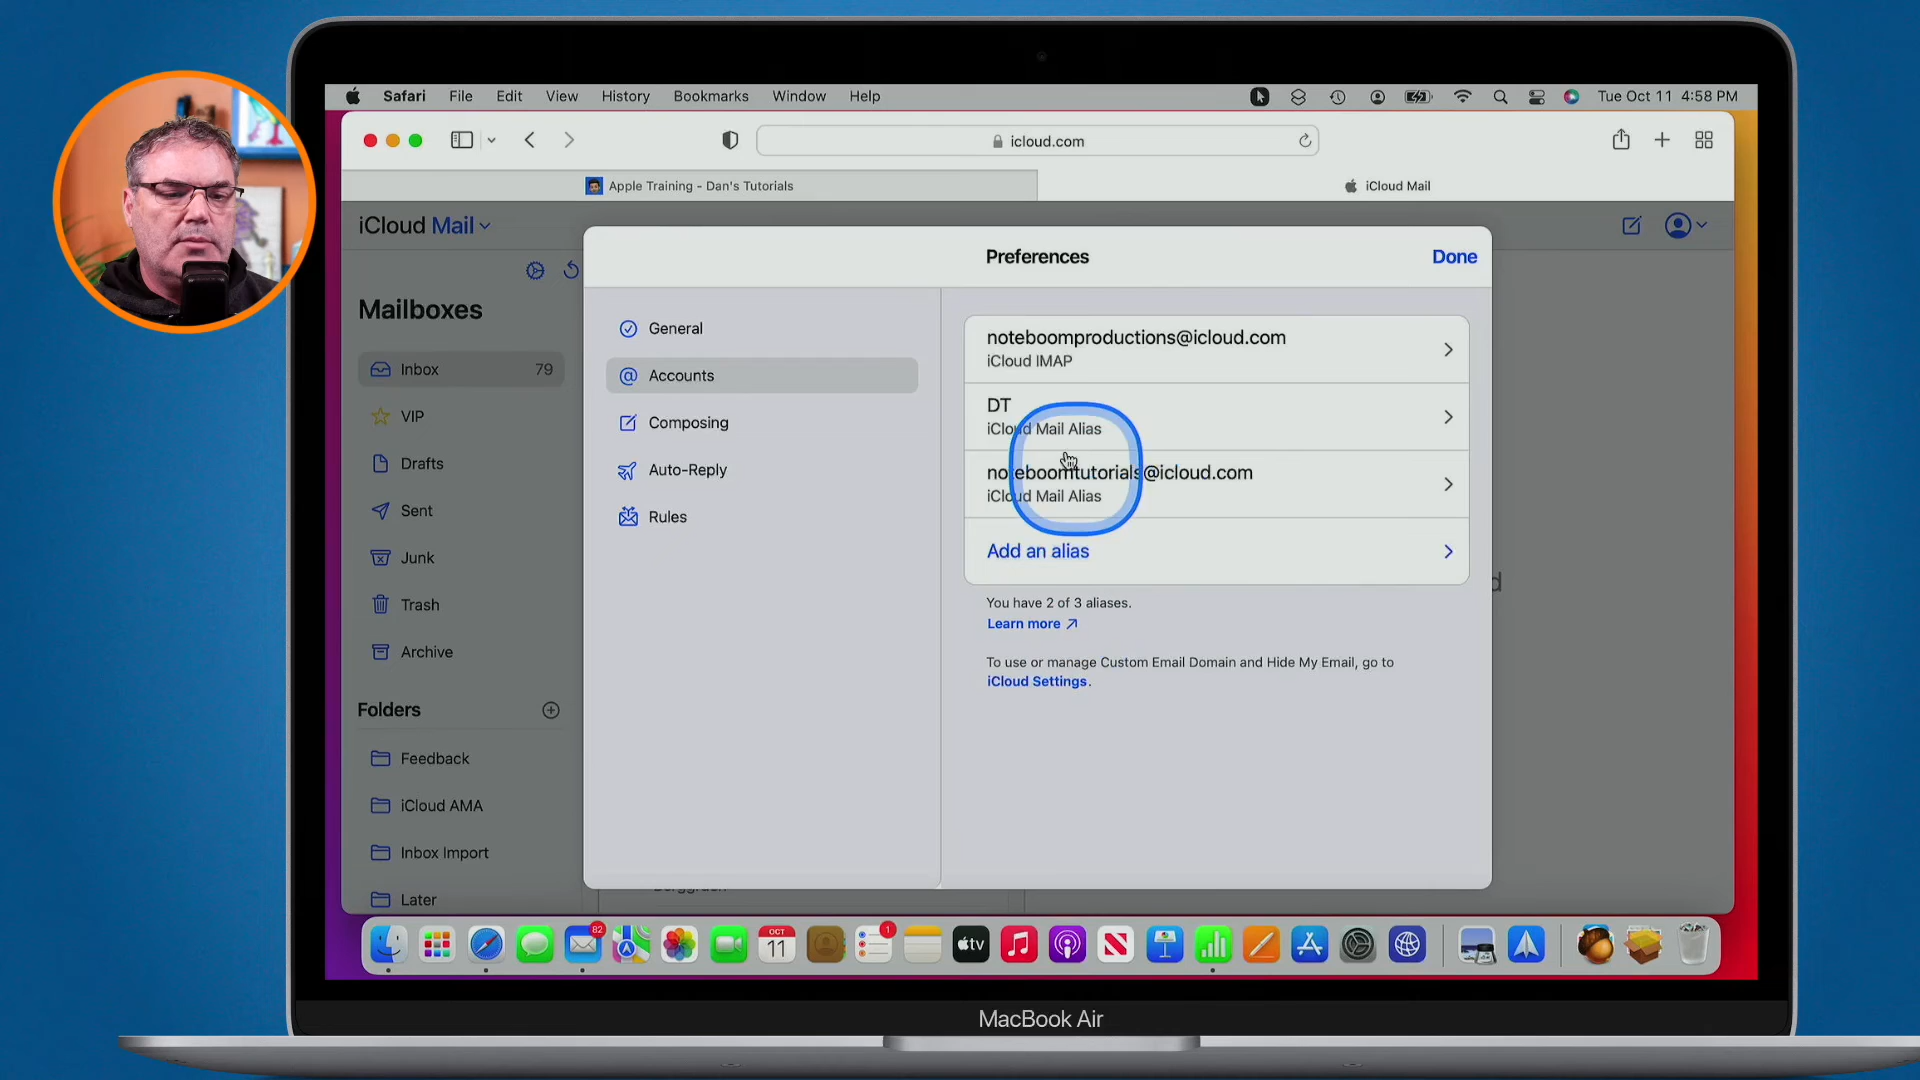 Safari File Edit View History Bookmarks Window Help
Tue Oct 11 4:58 PM
icloud.com
Apple Training - Dan's Tutorials
iCloud Mail
iCloud Mail
Mailboxes
Inbox 79
VIP
Drafts
Sent
Junk
Trash
Archive
Folders
Feedback
iCloud AMA
Inbox Import
Later
Preferences
Done
General
Accounts
Composing
Auto-Reply
Rules
noteboomproductions@icloud.com
iCloud IMAP
DT
iCloud Mail Alias
noteboomtutorials@icloud.com
iCloud Mail Alias
Add an alias
You have 2 of 3 aliases.
Learn more ↗
To use or manage Custom Email Domain and Hide My Email, go to
iCloud Settings.
82
OCT
11
1
tv
MacBook Air